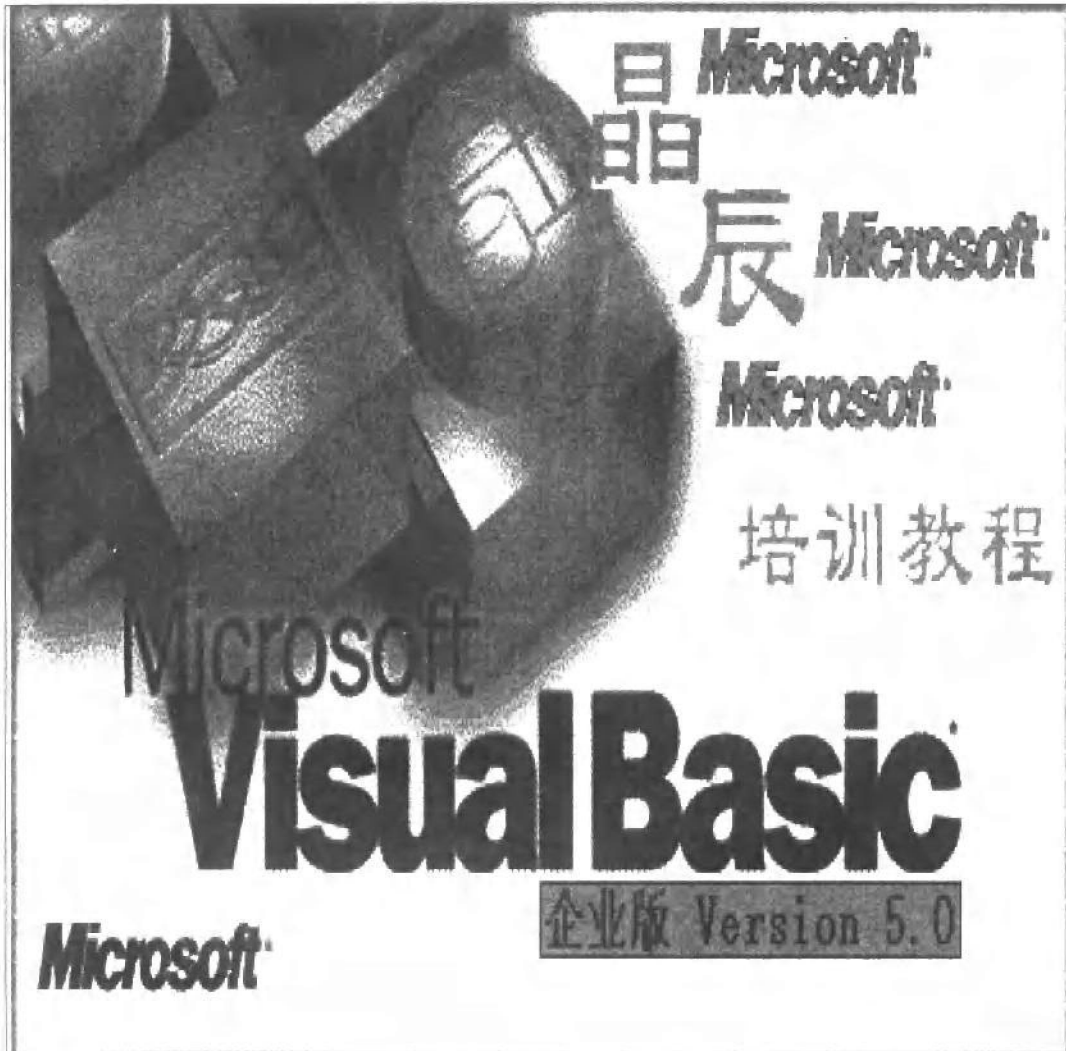 晶
Microsoft
辰
Microsoft
Microsoft
培训教程
Microsoft
Visual Basic
企业版 Version 5.0
Microsoft